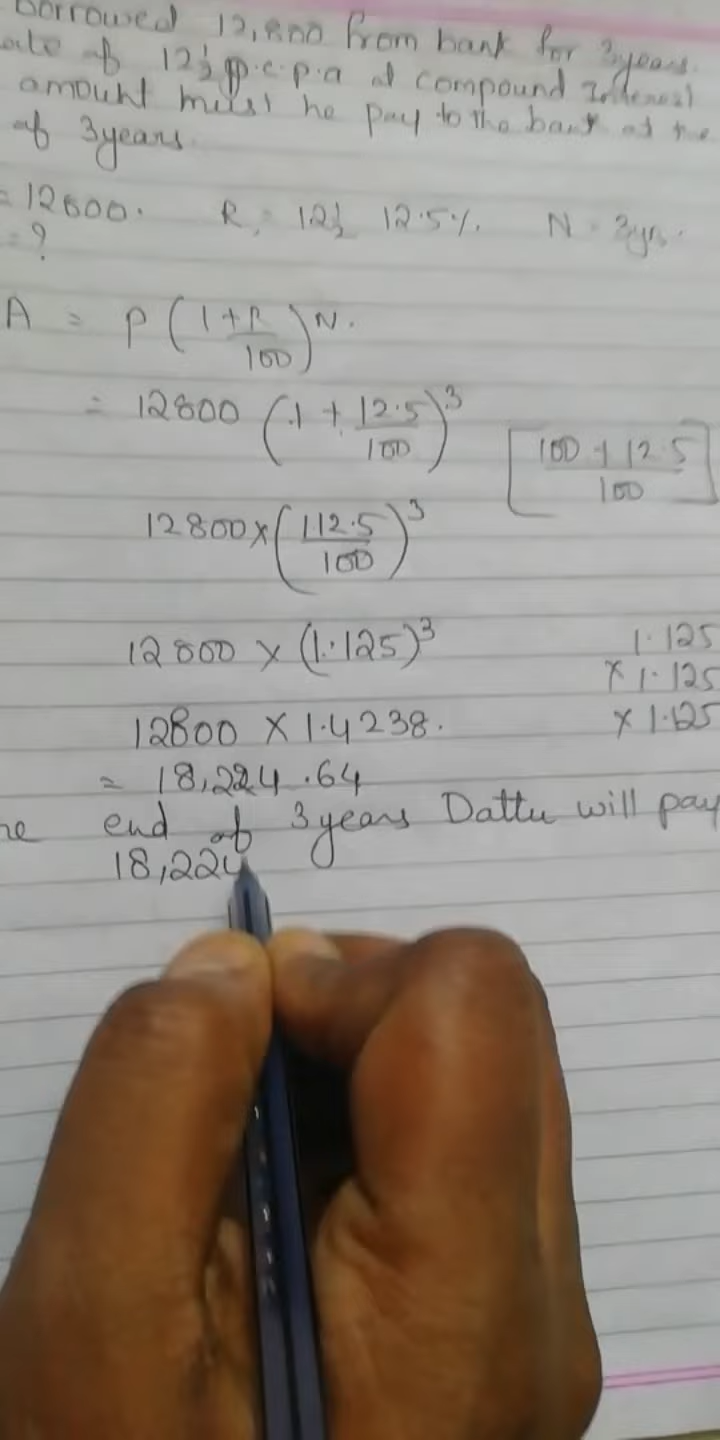 borrowed 12,800 from bank for 3years.
ate of 12½ p.c.p.a at compound Interest
amount must he pay to the bank at the
of 3years.
= 12800. R = 12½ 12.5%. N = 3yrs.
= ?
A = P (1+R/100)N.
= 12800 (1 + 12.5/100)3 [100 + 12.5/100]
12800 x (112.5/100)3
12800 x (1.125)3 1.125
x 1.125
12800 x 1.4238. x 1.125
= 18,224.64
he end of 3years Dattu will pay
18,224